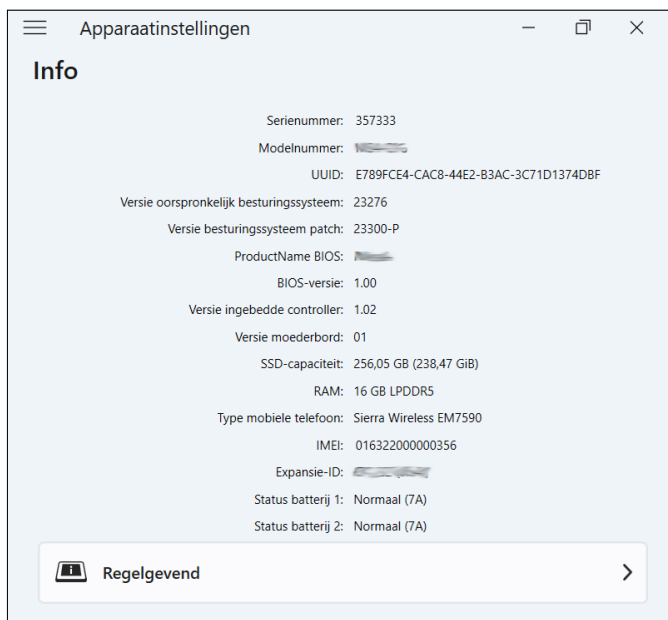 Apparaatinstellingen
Info
Serienummer: 357333
Modelnummer:
UUID: E789FCE4-CAC8-44E2-B3AC-3C71D1374DBF
Versie oorspronkelijk besturingssysteem: 23276
Versie besturingssysteem patch: 23300-P
ProductName BIOS:
BIOS-versie: 1.00
Versie ingebedde controller: 1.02
Versie moederbord: 01
SSD-capaciteit: 256,05 GB (238,47 GiB)
RAM: 16 GB LPDDR5
Type mobiele telefoon: Sierra Wireless EM7590
IMEI: 016322000000356
Expansie-ID:
Status batterij 1: Normaal (7A)
Status batterij 2: Normaal (7A)
Regelgevend